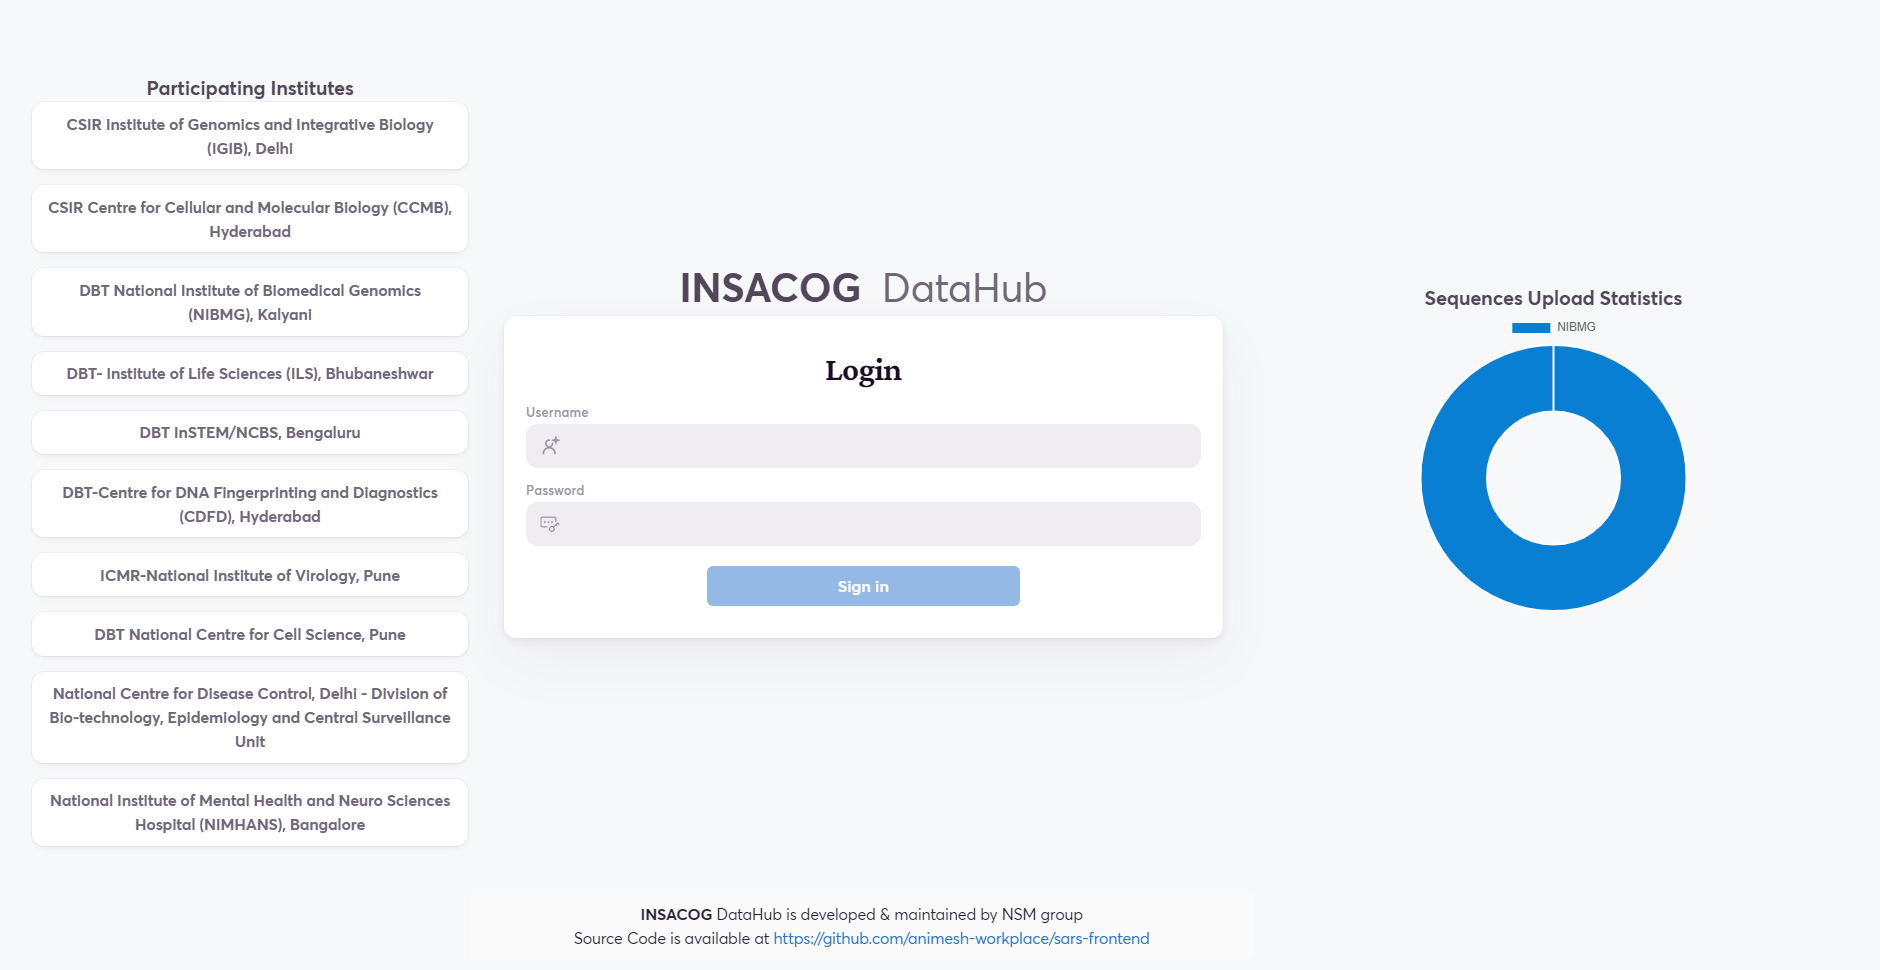 Participating Institutes
CSIR Institute of Genomics and Integrative Biology
(IGIB), Delhi
CSIR Centre for Cellular and Molecular Biology (CCMB),
Hyderabad
DBT National Institute of Biomedical Genomics
(NIBMG), Kalyani
DBT- Institute of Life Sciences (ILS), Bhubaneshwar
DBT InSTEM/NCBS, Bengaluru
DBT-Centre for DNA Fingerprinting and Diagnostics
(CDFD), Hyderabad
ICMR-National Institute of Virology, Pune
DBT National Centre for Cell Science, Pune
National Centre for Disease Control, Delhi - Division of
Bio-technology, Epidemiology and Central Surveillance
Unit
National Institute of Mental Health and Neuro Sciences
Hospital (NIMHANS), Bangalore
INSACOG DataHub
Login
Username
Password
Sign in
Sequences Upload Statistics
NIBMG
INSACOG DataHub is developed & maintained by NSM group
Source Code is available at https://github.com/animesh-workplace/sars-frontend